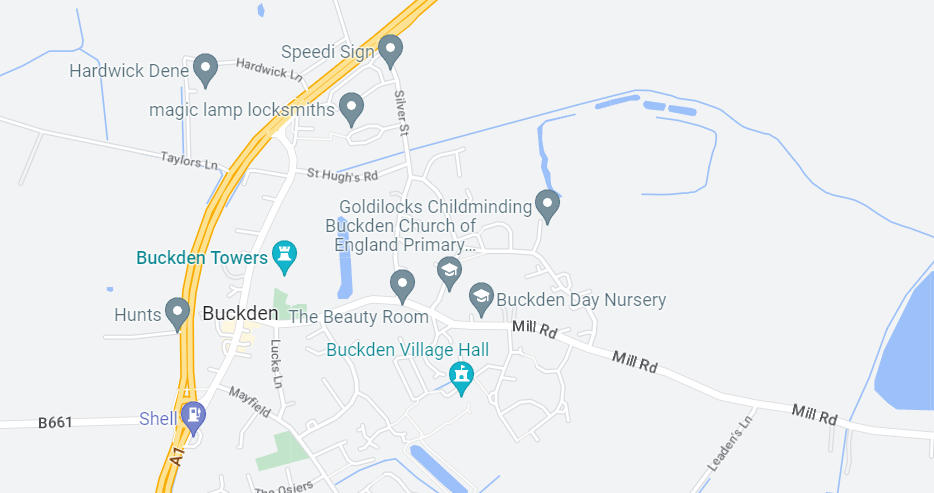 Speedi Sign
Hardwick Dene
Hardwick Ln
magic lamp locksmiths
Silver St
Taylors Ln
St Hugh's Rd
Goldilocks Childminding
Buckden Church of
England Primary...
Buckden Towers
Buckden Day Nursery
Hunts
Buckden
The Beauty Room
Mill Rd
Buckden Village Hall
Mill Rd
Lucks Ln
Mayfield
Mill Rd
Shell
B661
Leaden's Ln
A1
The Osiers